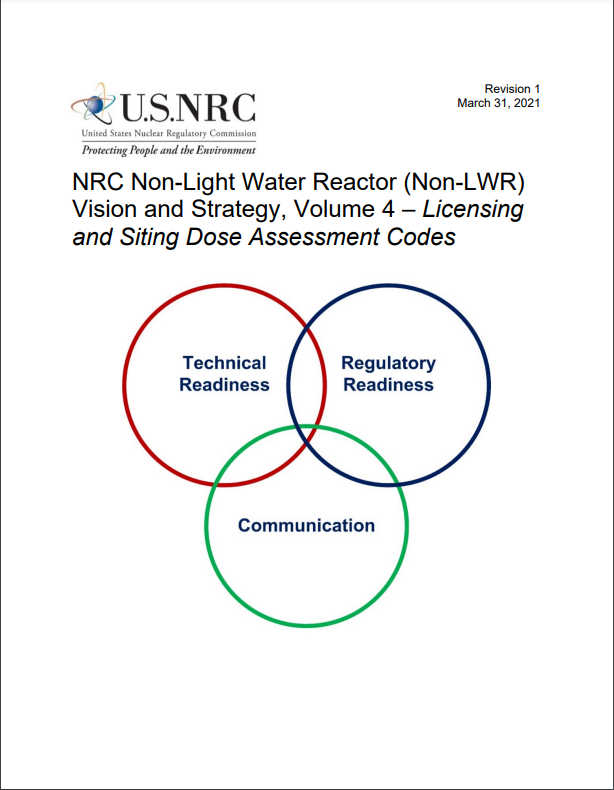 Revision 1
March 31, 2021
U.S.NRC
United States Nuclear Regulatory Commission
Protecting People and the Environment
NRC Non-Light Water Reactor (Non-LWR)
Vision and Strategy, Volume 4 – Licensing
and Siting Dose Assessment Codes
Technical
Readiness
Regulatory
Readiness
Communication